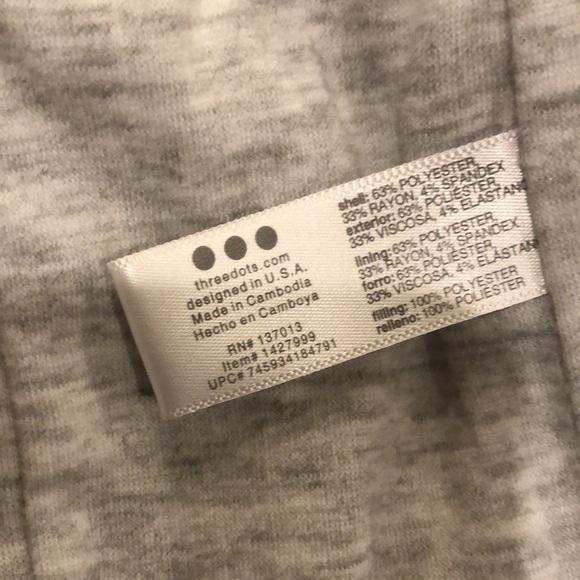 threedots.com
designed in U.S.A.
Made in Cambodia
Hecho en Camboya
RN# 137013
Item# 1427999
UPC# 745934184791
shell: 63% POLYESTER,
33% RAYON, 4% SPANDEX
exterior: 63% POLIESTER,
33% VISCOSA, 4% ELASTANO
lining: 63% POLYESTER,
33% RAYON, 4% SPANDEX
forro: 63% POLIESTER,
33% VISCOSA, 4% ELASTAN
filling: 100% POLYESTER
relleno: 100% POLIESTER